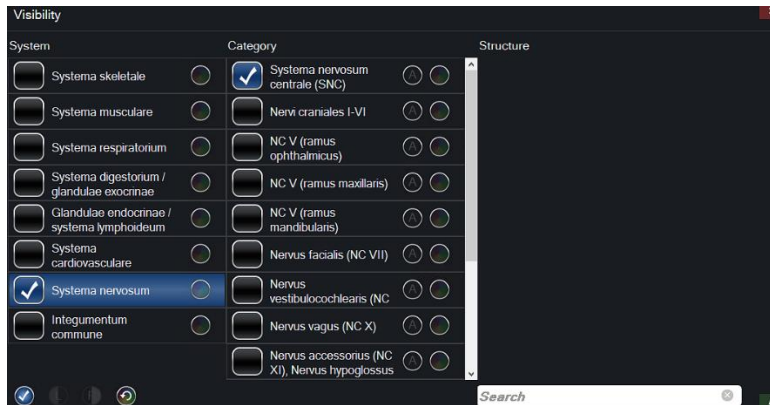 Visibility
System
Category
Structure
Systema skeletale
Systema musculare
Systema respiratorium
Systema digestorium /
glandulae exocrinae
Glandulae endocrinae /
systema lymphoideum
Systema
cardiovasculare
Systema nervosum
Integumentum
commune
Systema nervosum
centrale (SNC)
A
Nervi craniales I-VI
A
NC V (ramus
ophthalmicus)
A
NC V (ramus maxillaris)
A
NC V (ramus
mandibularis)
A
Nervus facialis (NC VII)
A
Nervus
vestibulocochlearis (NC
A
Nervus vagus (NC X)
A
Nervus accessorius (NC
XI), Nervus hypoglossus
A
Search